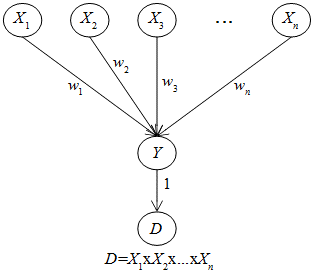 X₁ X₂ X₃ ... Xₙ
w₁ w₂ w₃ wₙ
Y
1
D
D=X₁xX₂x...xXₙ